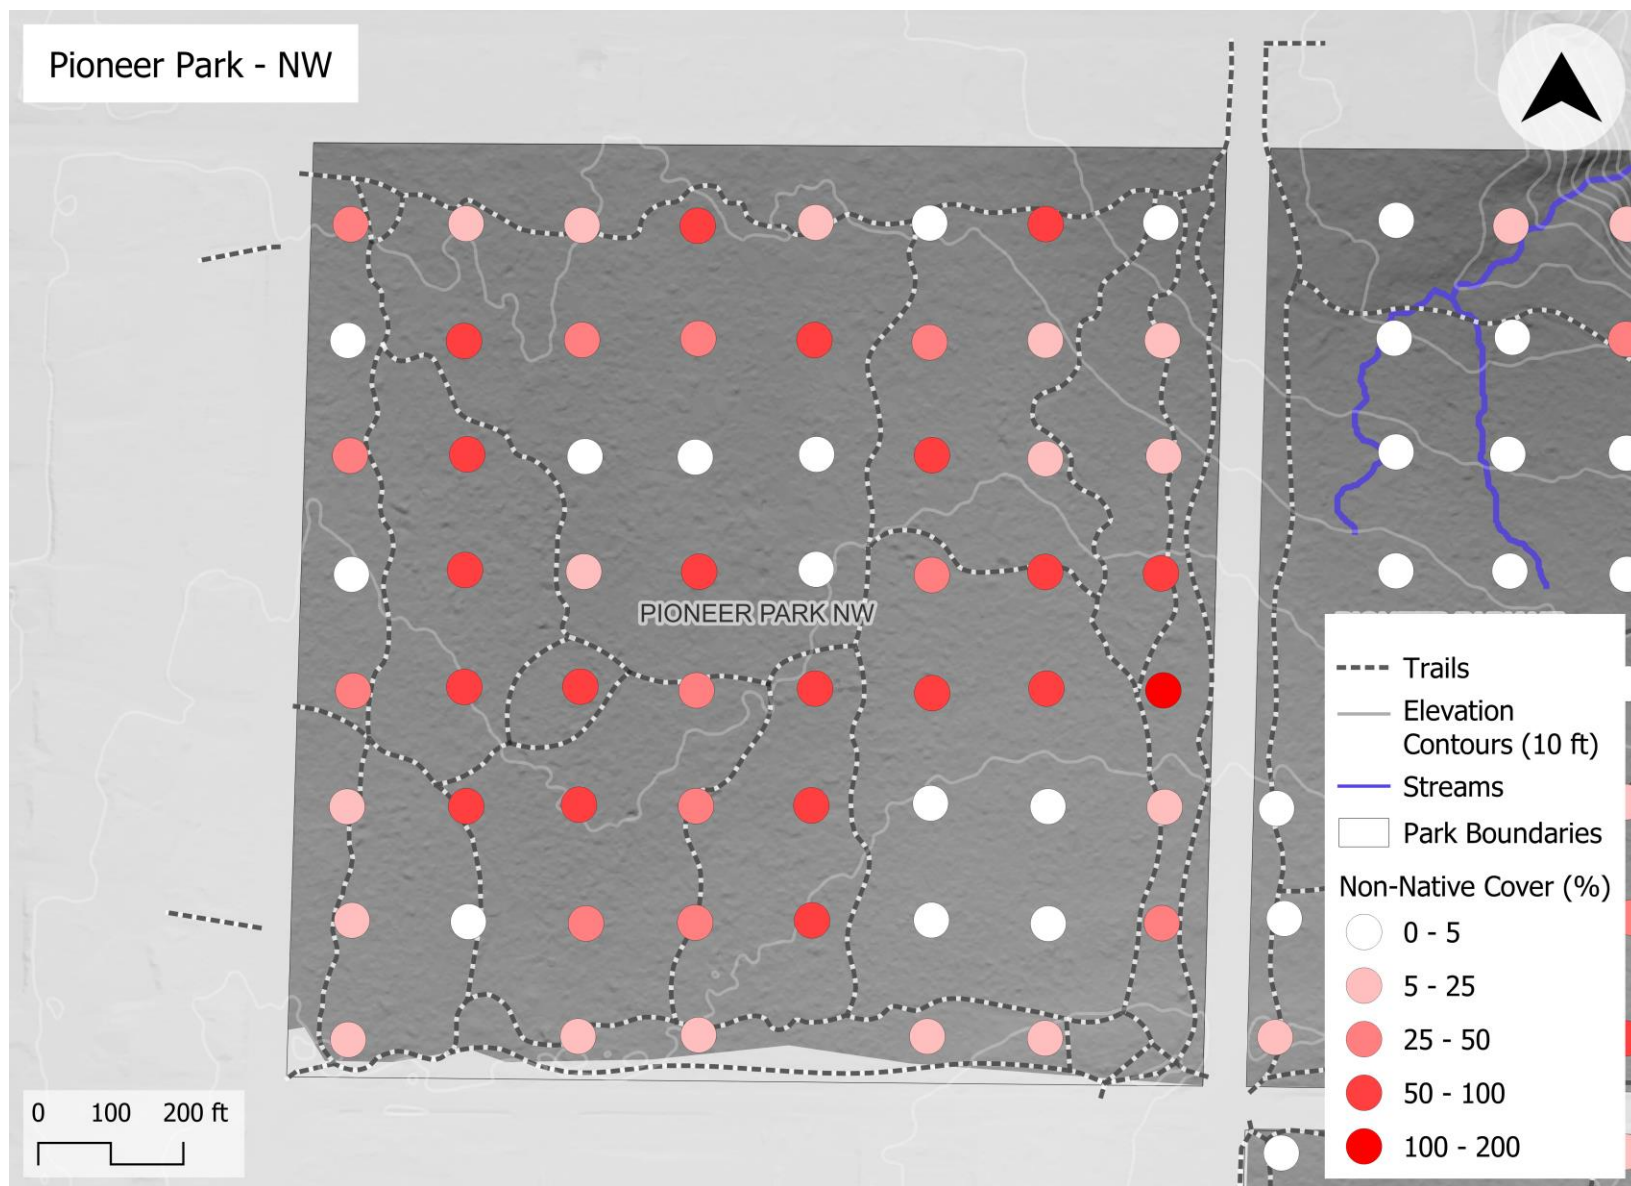 Pioneer Park - NW
PIONEER PARK NW
Trails
Elevation
Contours (10 ft)
Streams
Park Boundaries
Non-Native Cover (%)
0 - 5
5 - 25
25 - 50
50 - 100
100 - 200
0 100 200 ft